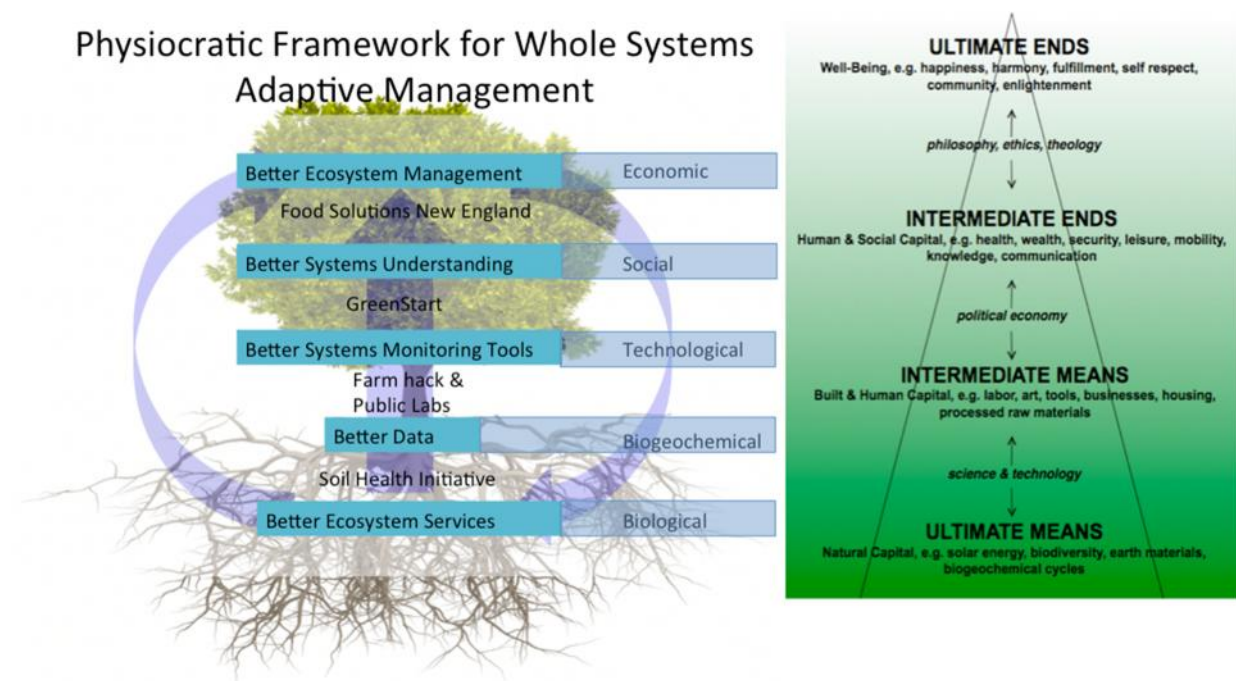 Physiocratic Framework for Whole Systems
Adaptive Management
Better Ecosystem Management
Economic
Food Solutions New England
Better Systems Understanding
Social
GreenStart
Better Systems Monitoring Tools
Technological
Farm hack &
Public Labs
Better Data
Biogeochemical
Soil Health Initiative
Better Ecosystem Services
Biological
ULTIMATE ENDS
Well-Being, e.g. happiness, harmony, fulfillment, self respect,
community, enlightenment
philosophy, ethics, theology
INTERMEDIATE ENDS
Human & Social Capital, e.g. health, wealth, security, leisure, mobility,
knowledge, communication
political economy
INTERMEDIATE MEANS
Built & Human Capital, e.g. labor, art, tools, businesses, housing,
processed raw materials
science & technology
ULTIMATE MEANS
Natural Capital, e.g. solar energy, biodiversity, earth materials,
biogeochemical cycles